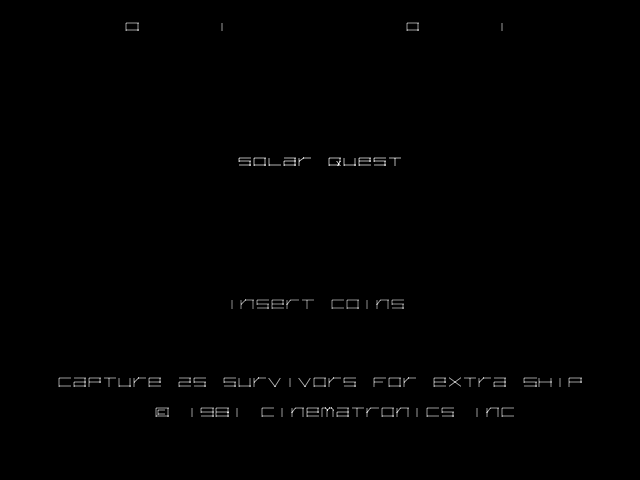 0 1 0 1
SOLAR QUEST
INSERT COINS
CAPTURE 25 SURVIVORS FOR EXTRA SHIP
© 1981 CINEMATRONICS INC